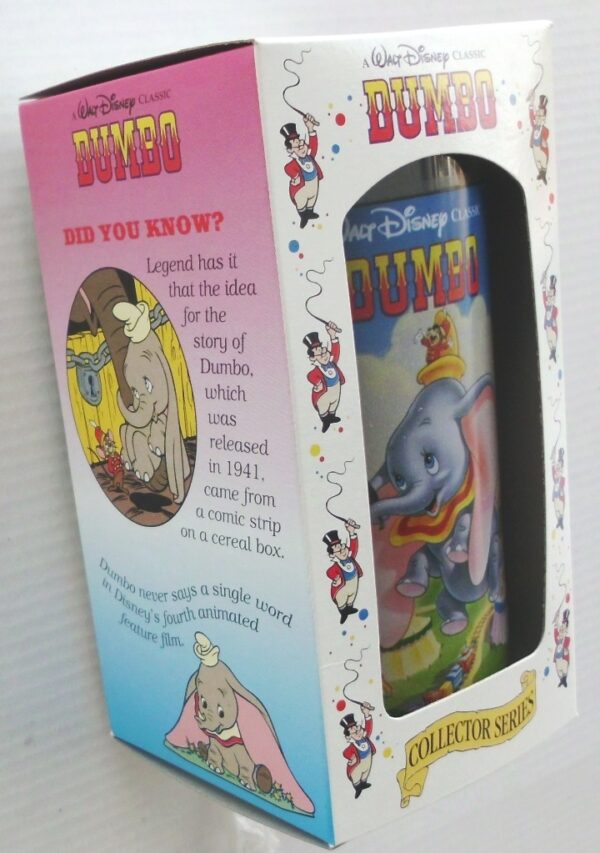 A Walt Disney CLASSIC
DUMBO
DID YOU KNOW?
Legend has it
that the idea
for the
story of
Dumbo,
which
was
released
in 1941,
came from
a comic strip
on a cereal box.
Dumbo never says a single word
in Disney's fourth animated
feature film.
A Walt Disney CLASSIC
DUMBO
Walt Disney CLASSIC
DUMBO
COLLECTOR SERIES